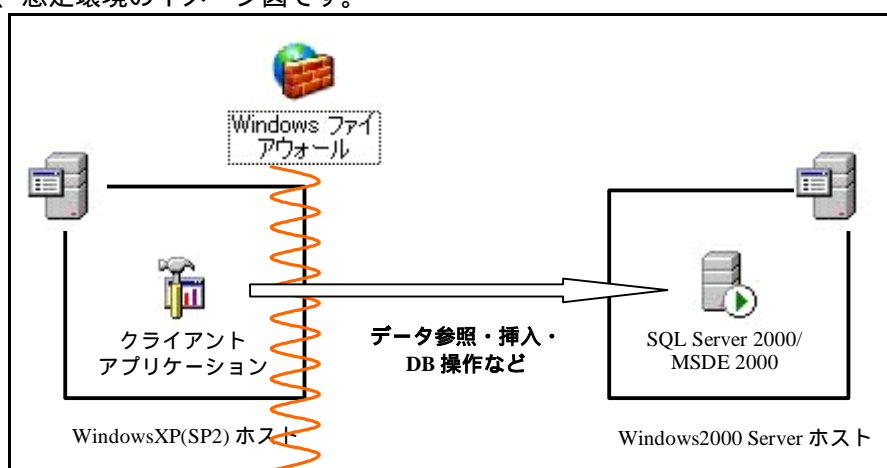 想定環境のイメージ図です。
Windows ファイ
アウォール
クライアント
アプリケーション
データ参照・挿入・
DB 操作など
SQL Server 2000/
MSDE 2000
WindowsXP(SP2) ホスト
Windows2000 Server ホスト